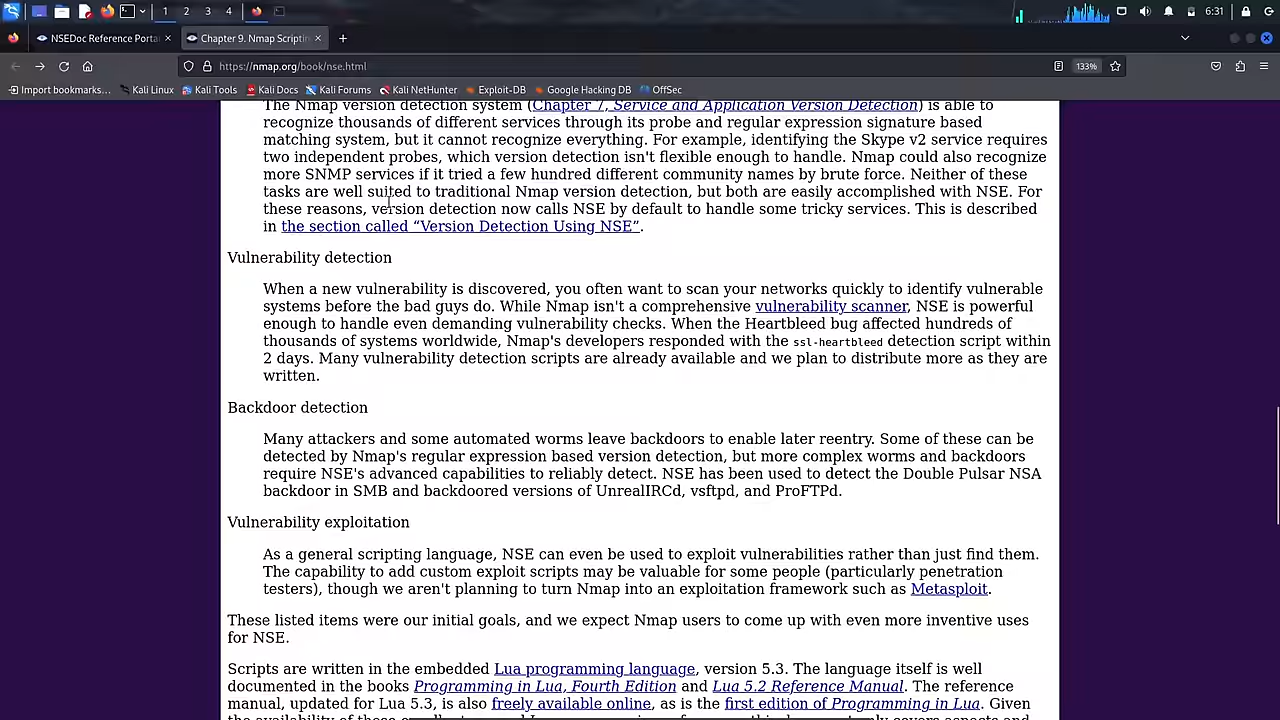 1 2 3 4 6:31
NSEDoc Reference Porta Chapter 9. Nmap Scriptin
https://nmap.org/book/nse.html 133%
Import bookmarks... Kali Linux Kali Tools Kali Docs Kali Forums Kali NetHunter Exploit-DB Google Hacking DB OffSec
The Nmap version detection system (Chapter 7, Service and Application Version Detection) is able to
recognize thousands of different services through its probe and regular expression signature based
matching system, but it cannot recognize everything. For example, identifying the Skype v2 service requires
two independent probes, which version detection isn't flexible enough to handle. Nmap could also recognize
more SNMP services if it tried a few hundred different community names by brute force. Neither of these
tasks are well suited to traditional Nmap version detection, but both are easily accomplished with NSE. For
these reasons, version detection now calls NSE by default to handle some tricky services. This is described
in the section called “Version Detection Using NSE”.
Vulnerability detection
When a new vulnerability is discovered, you often want to scan your networks quickly to identify vulnerable
systems before the bad guys do. While Nmap isn't a comprehensive vulnerability scanner, NSE is powerful
enough to handle even demanding vulnerability checks. When the Heartbleed bug affected hundreds of
thousands of systems worldwide, Nmap's developers responded with the ssl-heartbleed detection script within
2 days. Many vulnerability detection scripts are already available and we plan to distribute more as they are
written.
Backdoor detection
Many attackers and some automated worms leave backdoors to enable later reentry. Some of these can be
detected by Nmap's regular expression based version detection, but more complex worms and backdoors
require NSE's advanced capabilities to reliably detect. NSE has been used to detect the Double Pulsar NSA
backdoor in SMB and backdoored versions of UnrealIRCd, vsftpd, and ProFTPd.
Vulnerability exploitation
As a general scripting language, NSE can even be used to exploit vulnerabilities rather than just find them.
The capability to add custom exploit scripts may be valuable for some people (particularly penetration
testers), though we aren't planning to turn Nmap into an exploitation framework such as Metasploit.
These listed items were our initial goals, and we expect Nmap users to come up with even more inventive uses
for NSE.
Scripts are written in the embedded Lua programming language, version 5.3. The language itself is well
documented in the books Programming in Lua, Fourth Edition and Lua 5.2 Reference Manual. The reference
manual, updated for Lua 5.3, is also freely available online, as is the first edition of Programming in Lua. Given